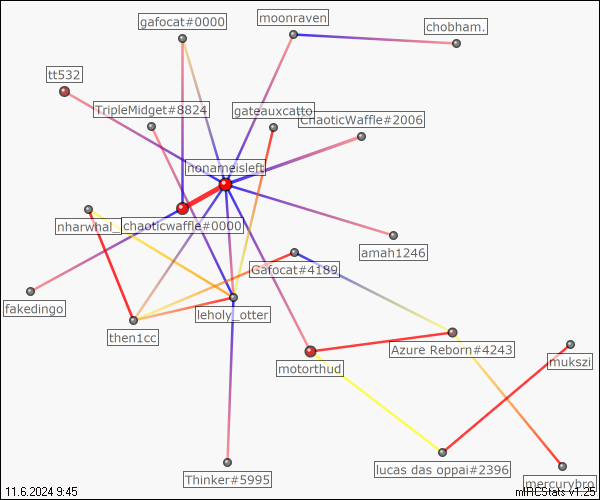 gafocat#0000
moonraven
chobham.
tt532
TripleMidget#8824
gateauxcatto
ChaoticWaffle#2006
nonameisleft
nharwhal_
chaoticwaffle#0000
amah1246
Gafocat#4189
fakedingo
leholy_otter
then1cc
Azure Reborn#4243
motorthud
mukszi
lucas das oppai#2396
Thinker#5995
mercurybro
11.6.2024 9:45
mIRCStats v1.25